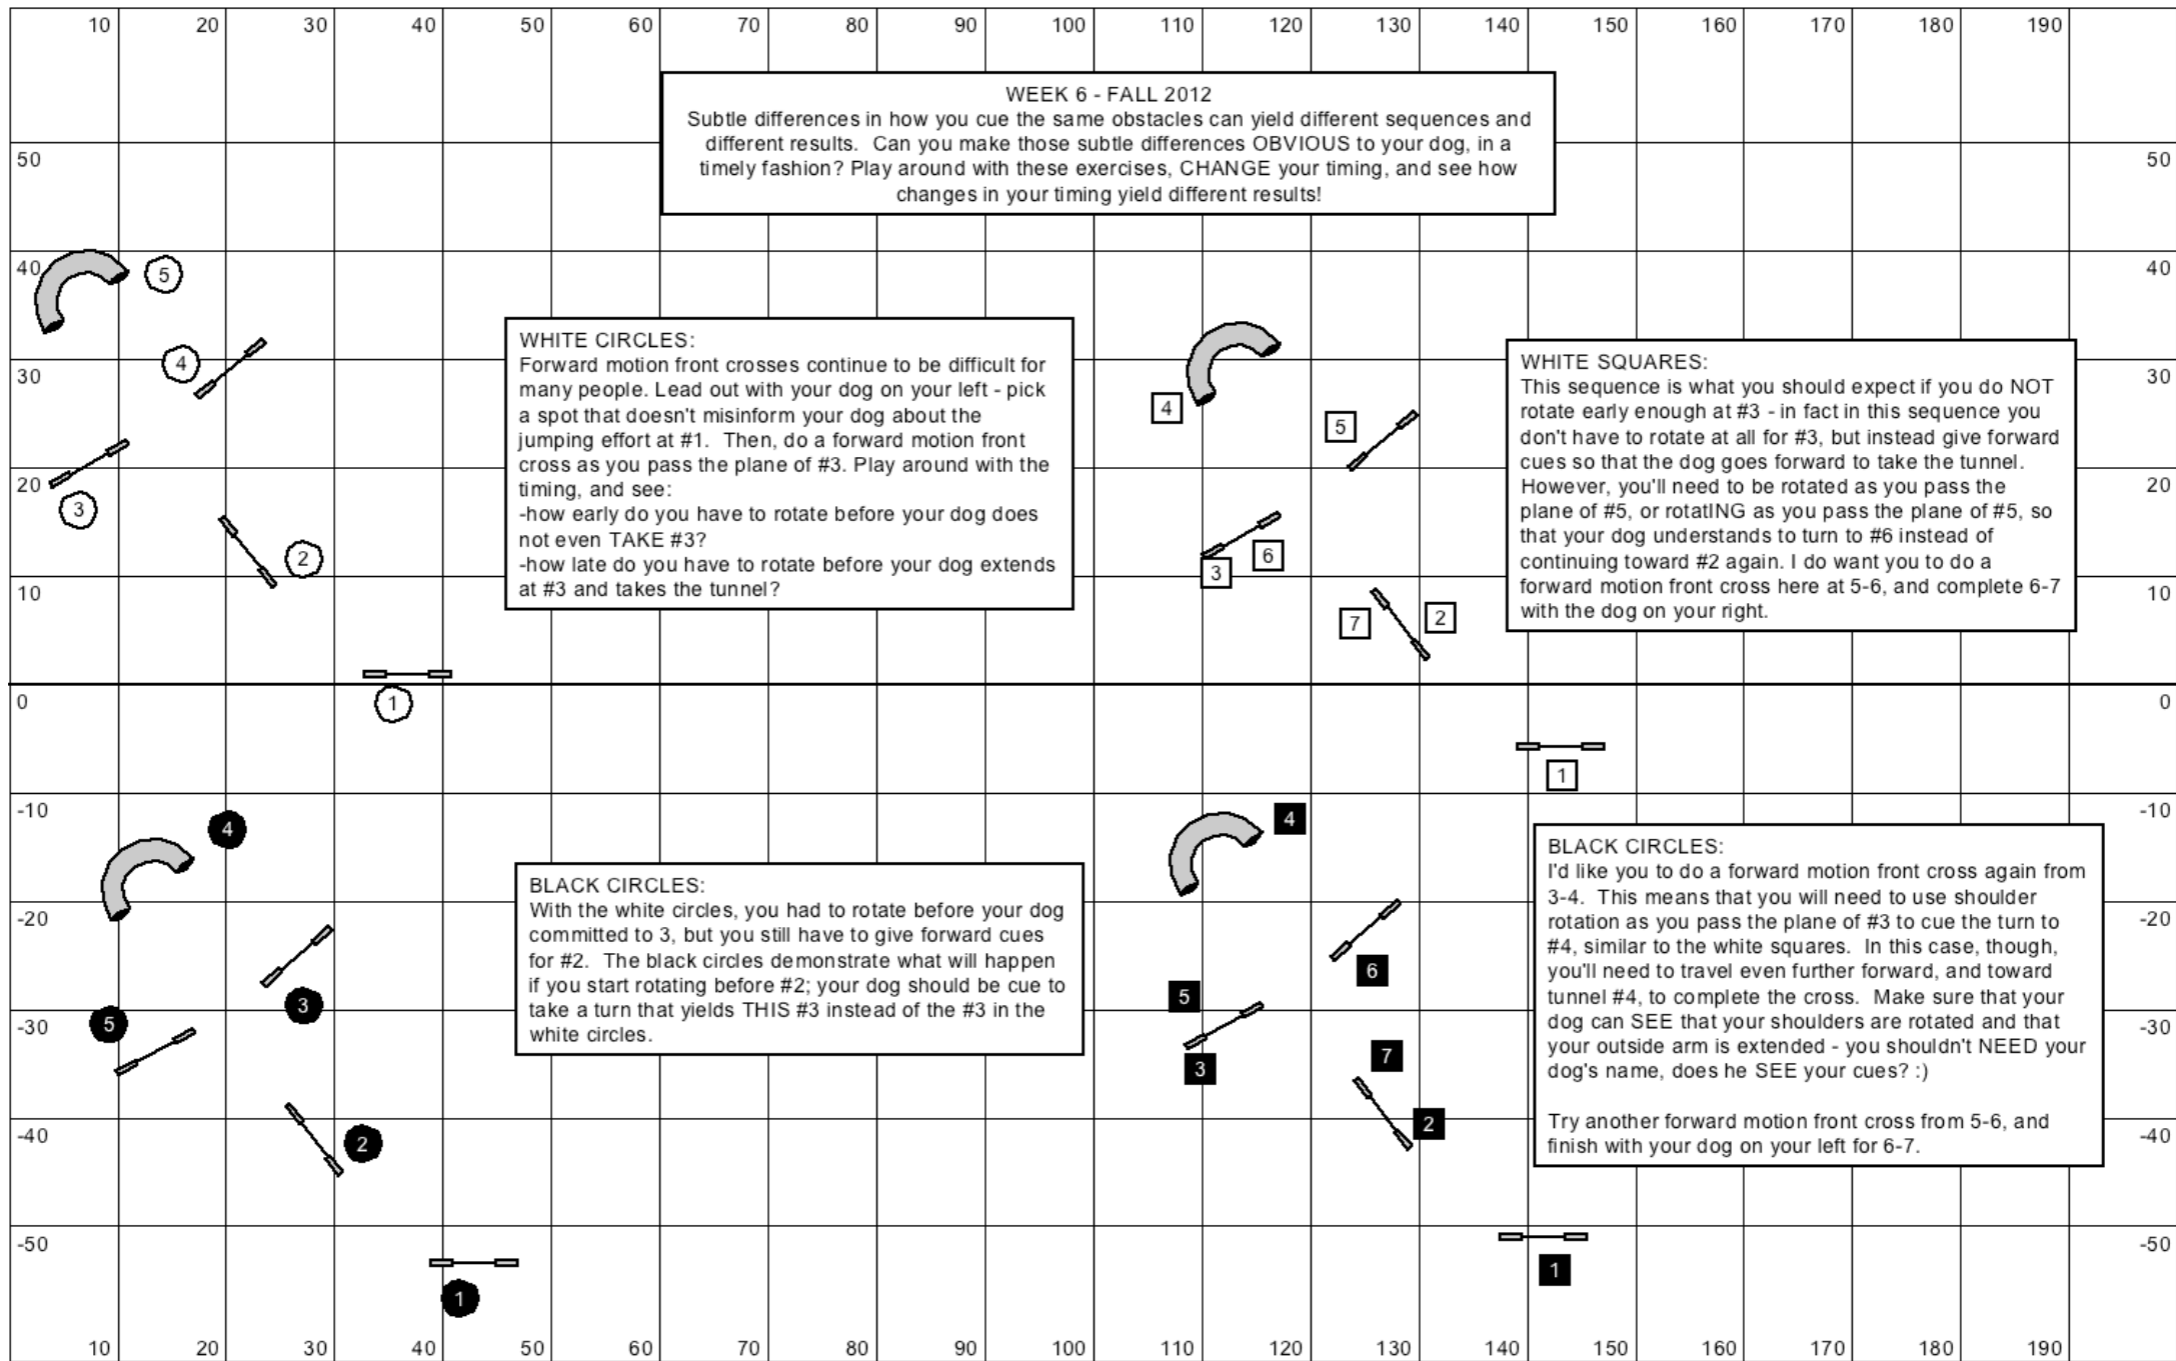 10 20 30 40 50 60 70 80 90 100 110 120 130 140 150 160 170 180 190
WEEK 6 - FALL 2012
Subtle differences in how you cue the same obstacles can yield different sequences and
different results. Can you make those subtle differences OBVIOUS to your dog, in a
timely fashion? Play around with these exercises, CHANGE your timing, and see how
changes in your timing yield different results!
50 50
40 40
5
4
30 30
3
20 20
2
10 10
1
0 0
WHITE CIRCLES:
Forward motion front crosses continue to be difficult for
many people. Lead out with your dog on your left - pick
a spot that doesn't misinform your dog about the
jumping effort at #1. Then, do a forward motion front
cross as you pass the plane of #3. Play around with the
timing, and see:
-how early do you have to rotate before your dog does
not even TAKE #3?
-how late do you have to rotate before your dog extends
at #3 and takes the tunnel?
4
5
6
3
7
2
1
WHITE SQUARES:
This sequence is what you should expect if you do NOT
rotate early enough at #3 - in fact in this sequence you
don't have to rotate at all for #3, but instead give forward
cues so that the dog goes forward to take the tunnel.
However, you'll need to be rotated as you pass the
plane of #5, or rotatING as you pass the plane of #5, so
that your dog understands to turn to #6 instead of
continuing toward #2 again. I do want you to do a
forward motion front cross here at 5-6, and complete 6-7
with the dog on your right.
-10 -10
4
-20 -20
3
5
-30 -30
2
-40 -40
-50 -50
1
BLACK CIRCLES:
With the white circles, you had to rotate before your dog
committed to 3, but you still have to give forward cues
for #2. The black circles demonstrate what will happen
if you start rotating before #2; your dog should be cue to
take a turn that yields THIS #3 instead of the #3 in the
white circles.
4
6
5
3
7
2
1
BLACK CIRCLES:
I'd like you to do a forward motion front cross again from
3-4. This means that you will need to use shoulder
rotation as you pass the plane of #3 to cue the turn to
#4, similar to the white squares. In this case, though,
you'll need to travel even further forward, and toward
tunnel #4, to complete the cross. Make sure that your
dog can SEE that your shoulders are rotated and that
your outside arm is extended - you shouldn't NEED your
dog's name, does he SEE your cues? :)
Try another forward motion front cross from 5-6, and
finish with your dog on your left for 6-7.
10 20 30 40 50 60 70 80 90 100 110 120 130 140 150 160 170 180 190